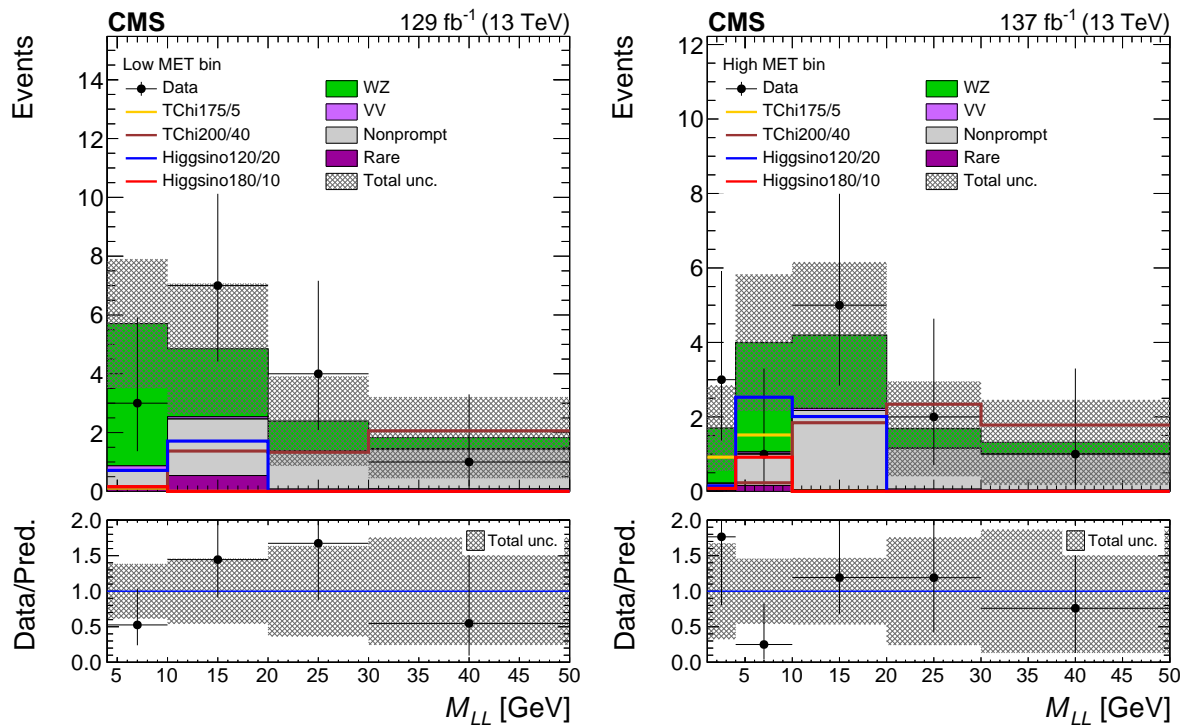 CMS 129 fb⁻¹ (13 TeV)
Events
14
12
10
8
6
4
2
0
Low MET bin
Data
TChi175/5
TChi200/40
Higgsino120/20
Higgsino180/10
WZ
VV
Nonprompt
Rare
Total unc.
Data/Pred.
2.0
1.5
1.0
0.5
0.0
Total unc.
5 10 15 20 25 30 35 40 45 50
M_LL [GeV]
CMS 137 fb⁻¹ (13 TeV)
Events
12
10
8
6
4
2
0
High MET bin
Data
TChi175/5
TChi200/40
Higgsino120/20
Higgsino180/10
WZ
VV
Nonprompt
Rare
Total unc.
Data/Pred.
2.0
1.5
1.0
0.5
0.0
Total unc.
5 10 15 20 25 30 35 40 45 50
M_LL [GeV]